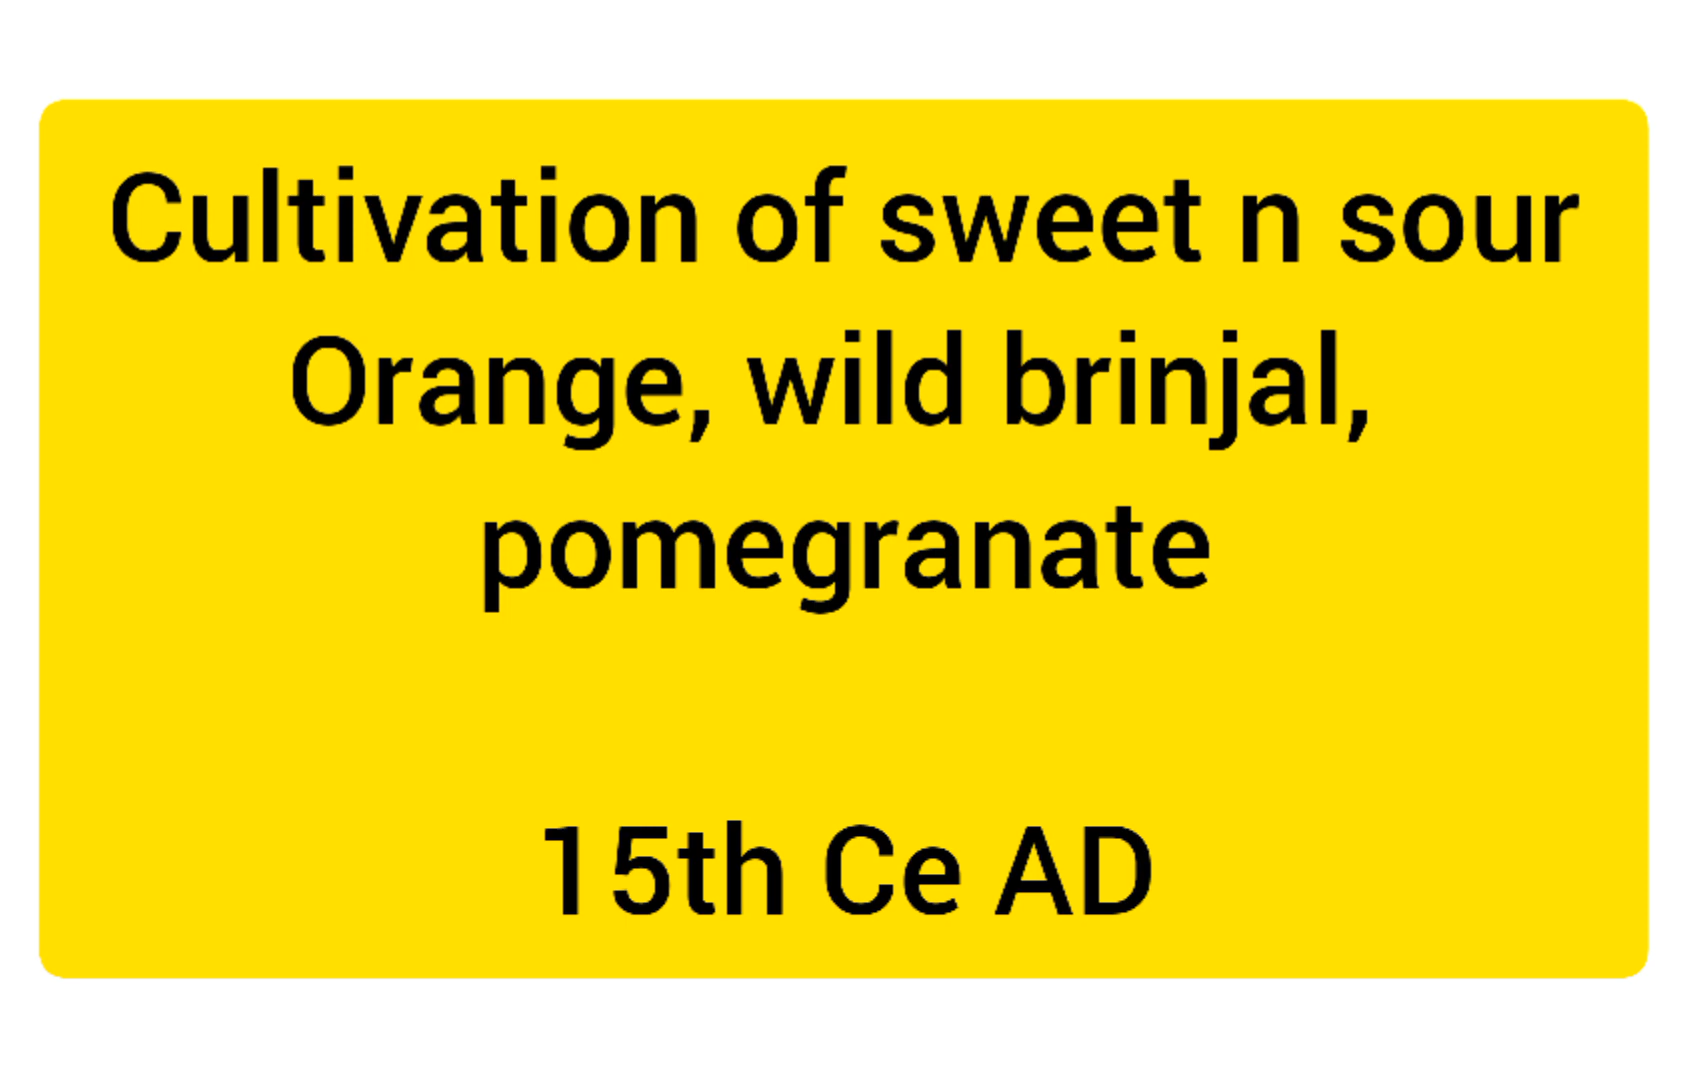 Cultivation of sweet n sour
Orange, wild brinjal,
pomegranate
15th Ce AD